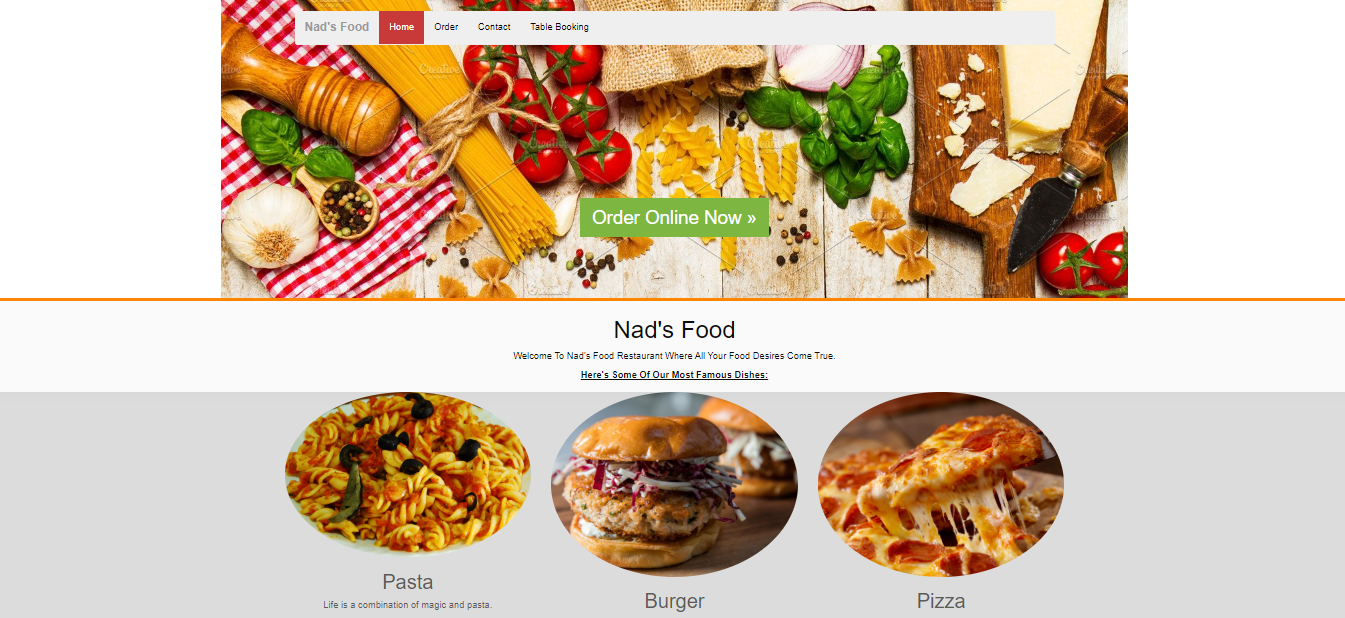 Nad's Food Home Order Contact Table Booking
Creative
Order Online Now »
Nad's Food
Welcome To Nad's Food Restaurant Where All Your Food Desires Come True.
Here's Some Of Our Most Famous Dishes:
Pasta
Life is a combination of magic and pasta.
Burger
Pizza